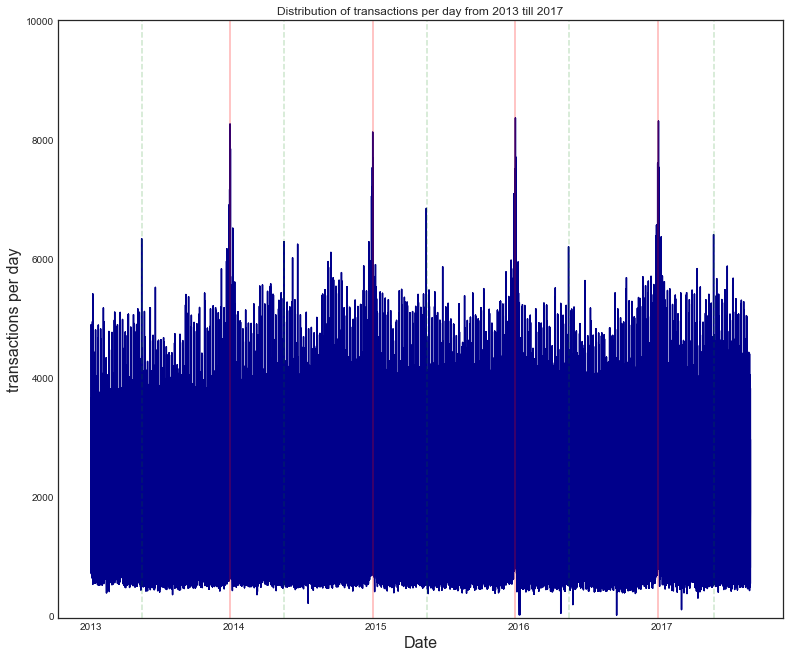 Distribution of transactions per day from 2013 till 2017
10000
8000
6000
4000
2000
0
transactions per day
2013 2014 2015 2016 2017
Date